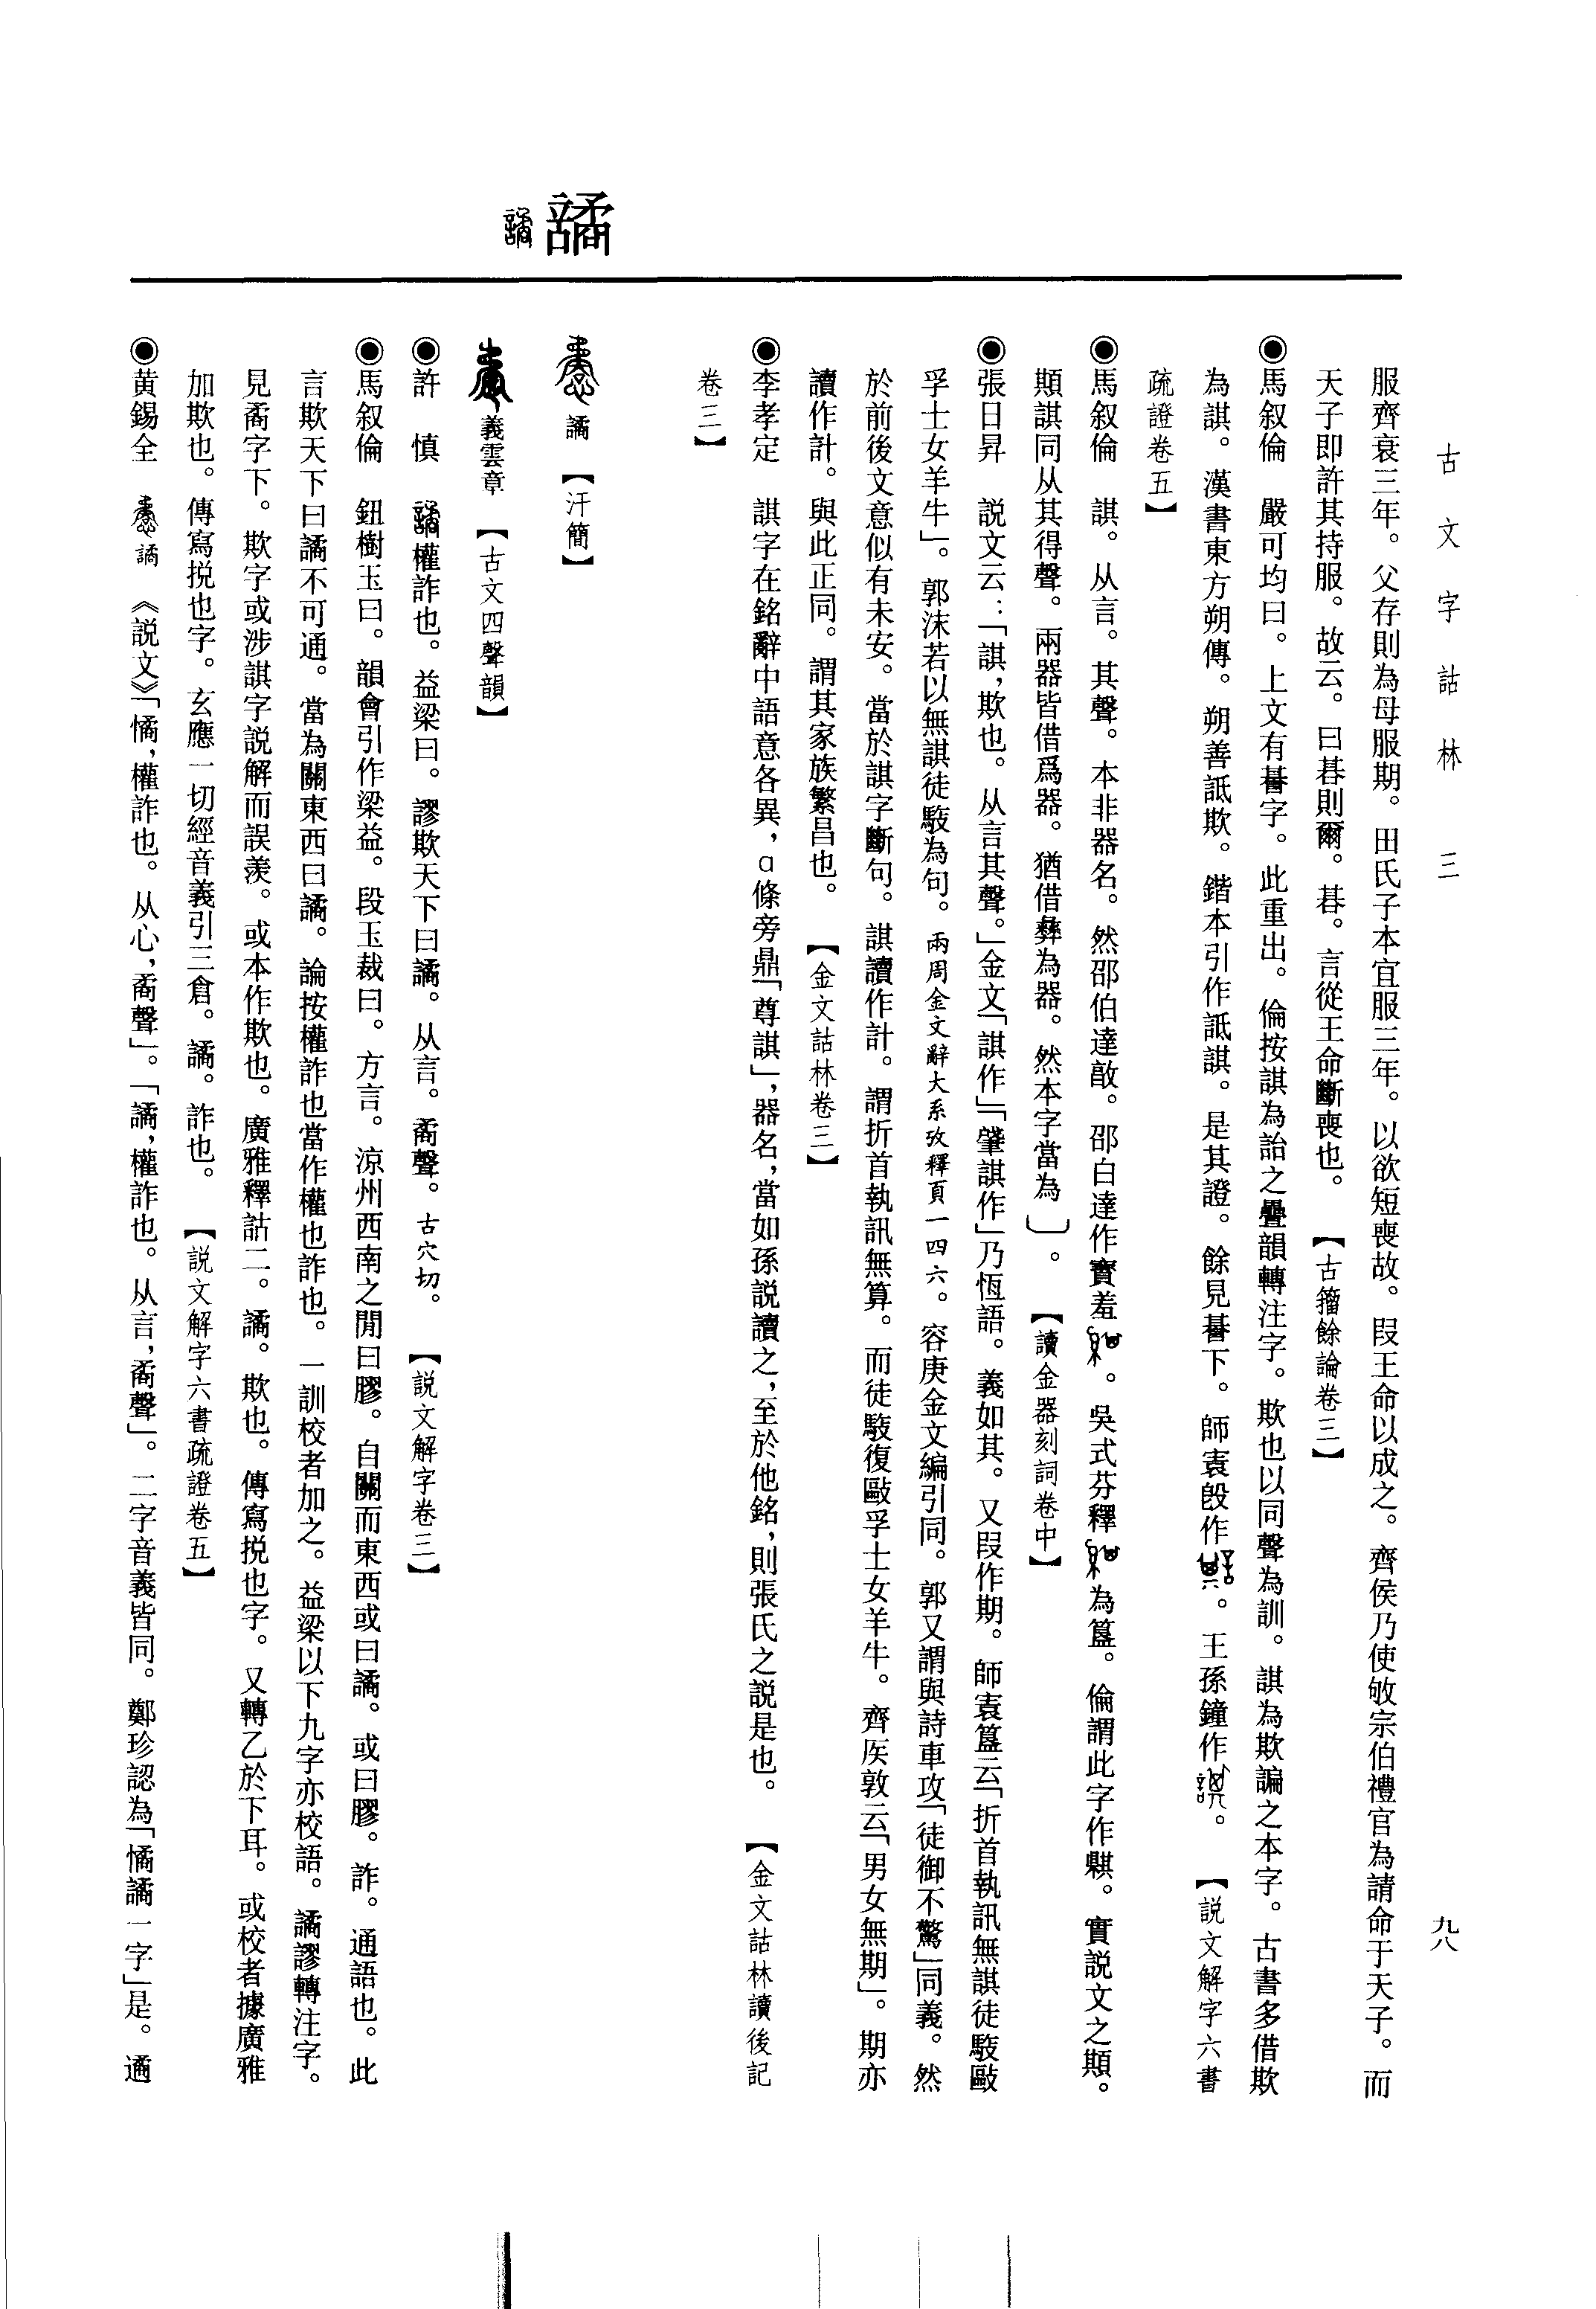 古文字詁林 三
九八
服齊衰三年。父存則為母服期。田氏子本宜服三年。以欲短喪故。叚王命以成之。齊侯乃使敂宗伯禮官為請命于天子。而
天子即許其持服。故云。曰朞則爾。朞。言從王命斷喪也。 【古籀餘論卷三】
◉馬叙倫 嚴可均曰。上文有諅字。此重出。倫按諆為詒之疊韻轉注字。欺也以同聲為訓。諆為欺謆之本字。古書多借欺
為諆。漢書東方朔傳。朔善詆欺。鍇本引作詆諆。是其證。餘見諅下。師㝨𣪘作。王孫鐘作。 【說文解字六書
疏證卷五】
◉馬叙倫 諆。从言。其聲。本非器名。然邵伯達敢。邵白達作寶羞。吳式芬釋為簋。倫謂此字作䫏。實說文之䫏。
䫏諆同从其得聲。兩器皆借爲器。猶借彝為器。然本字當為〔〕。 【讀金器刻詞卷中】
◉張日昇 說文云：「諆，欺也。从言其聲。」金文「諆作」「肇諆作」乃恆語。義如其。又叚作期。師㝨簋云「折首執訊無諆徒馭毆
孚士女羊牛」。郭沫若以無諆徒馭為句。兩周金文辭大系攷釋頁一四六。容庚金文編引同。郭又謂與詩車攻「徒御不驚」同義。然
於前後文意似有未安。當於諆字斷句。諆讀作計。謂折首執訊無算。而徒馭復毆孚士女羊牛。齊矦敦云「男女無期」。期亦
讀作計。與此正同。謂其家族繁昌也。 【金文詁林卷三】
◉李孝定 諆字在銘辭中語意各異，a條旁鼎「尊諆」，器名，當如孫說讀之，至於他銘，則張氏之說是也。 【金文詁林讀後記
卷三】
譎
譎 【汗簡】
義雲章 【古文四聲韻】
◉許 慎 權詐也。益梁曰。謬欺天下曰譎。从言。矞聲。古穴切。 【說文解字卷三】
◉馬叙倫 鈕樹玉曰。韻會引作梁益。段玉裁曰。方言。涼州西南之閒曰膠。自關而東西或曰譎。或曰膠。詐。通語也。此
言欺天下曰譎不可通。當為關東西曰譎。論按權詐也當作權也詐也。一訓校者加之。益梁以下九字亦校語。譎謬轉注字。
見矞字下。欺字或涉諆字說解而誤羨。或本作欺也。廣雅釋詁二。譎。欺也。傳寫挩也字。又轉乙於下耳。或校者據廣雅
加欺也。傳寫挩也字。玄應一切經音義引三倉。譎。詐也。 【說文解字六書疏證卷五】
◉黃錫全 譎 《說文》「憰，權詐也。从心，矞聲」。「譎，權詐也。从言，矞聲」。二字音義皆同。鄭珍認為「憰譎一字」是。遹